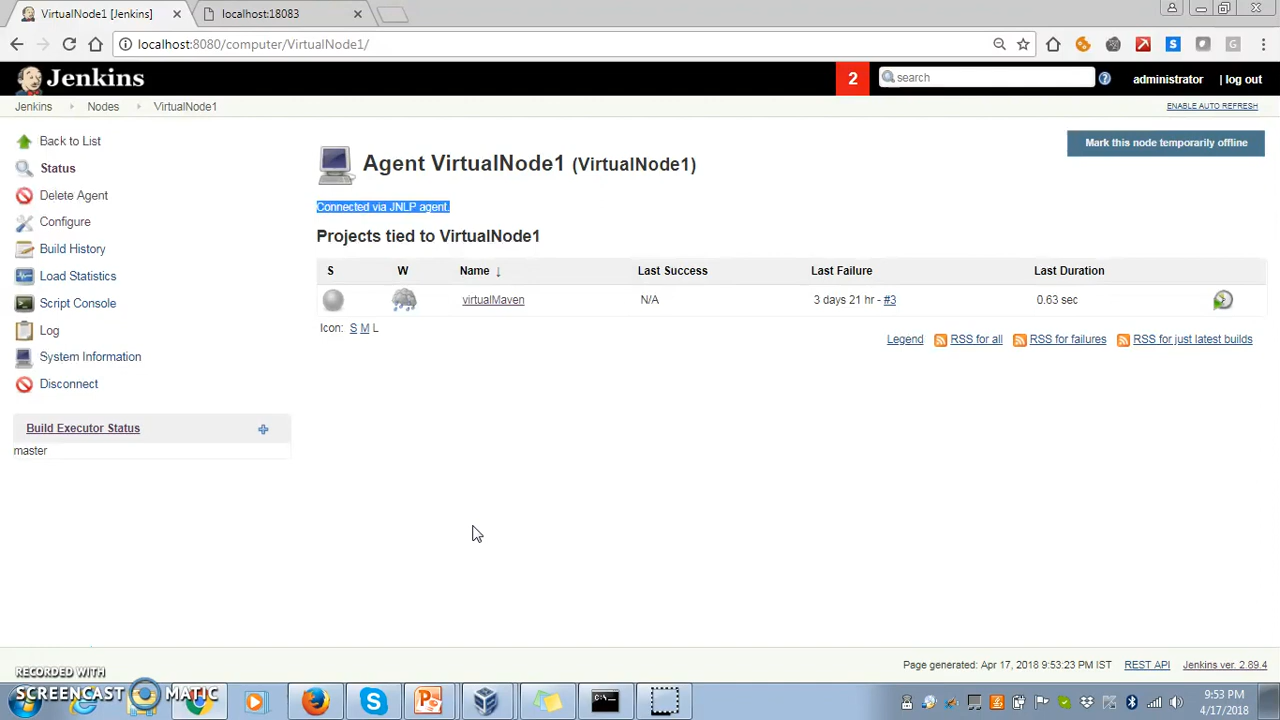 VirtualNode1 [Jenkins]
localhost:18083
localhost:8080/computer/VirtualNode1/
Jenkins
2
search
administrator
| log out
Jenkins
Nodes
VirtualNode1
ENABLE AUTO REFRESH
Back to List
Status
Delete Agent
Configure
Build History
Load Statistics
Script Console
Log
System Information
Disconnect
Build Executor Status
master
Mark this node temporarily offline
Agent VirtualNode1 (VirtualNode1)
Connected via JNLP agent.
Projects tied to VirtualNode1
S W Name ↓ Last Success Last Failure Last Duration
virtualMaven N/A 3 days 21 hr - #3 0.63 sec
Icon: S M L
Legend RSS for all RSS for failures RSS for just latest builds
Page generated: Apr 17, 2018 9:53:23 PM IST REST API Jenkins ver. 2.89.4
RECORDED WITH
SCREENCAST MATIC
9:53 PM
4/17/2018